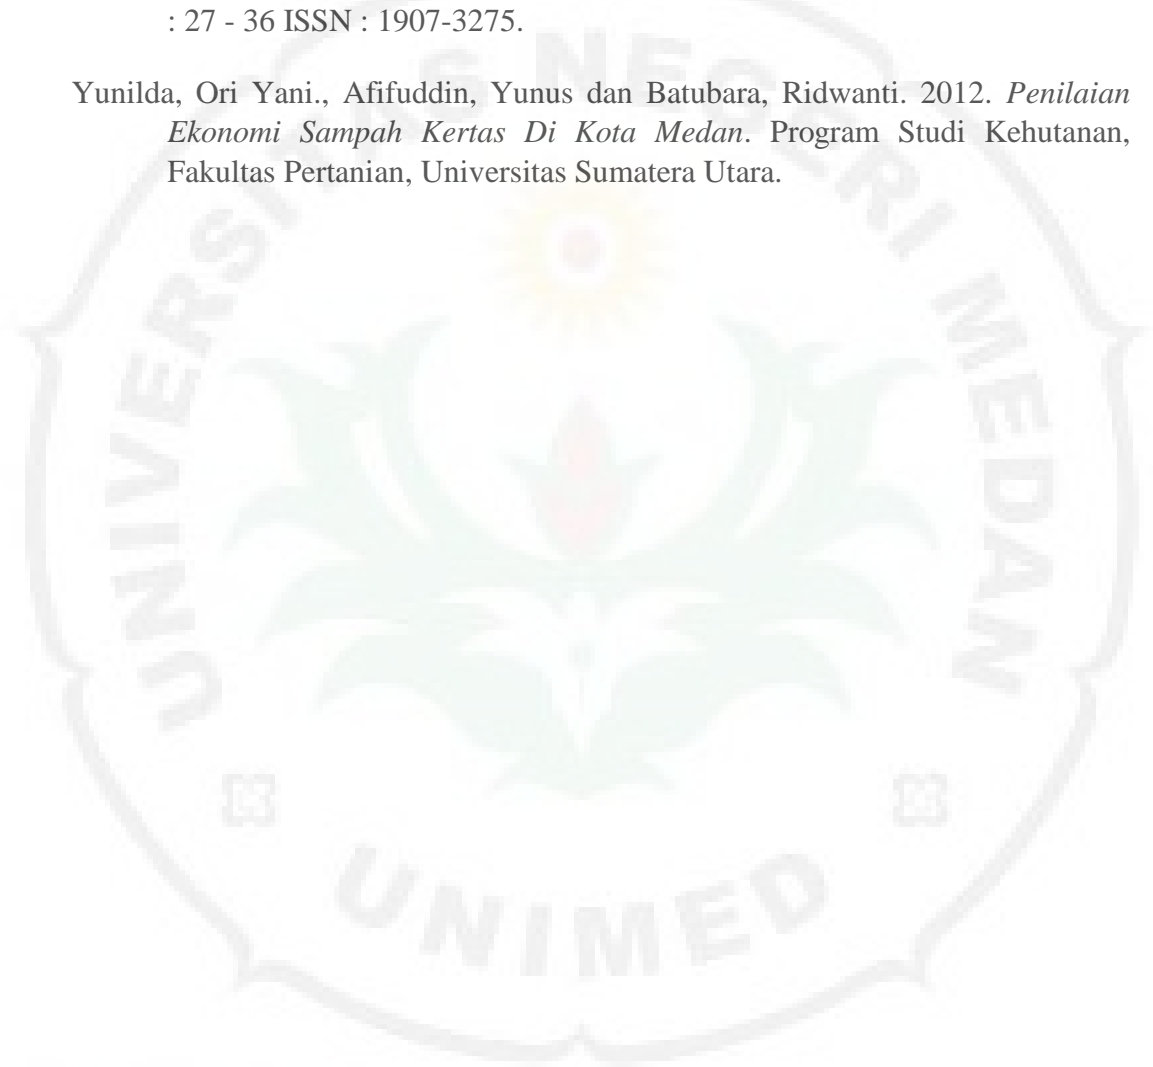 : 27 - 36 ISSN : 1907-3275.
Yunilda, Ori Yani., Afifuddin, Yunus dan Batubara, Ridwanti. 2012. Penilaian
Ekonomi Sampah Kertas Di Kota Medan. Program Studi Kehutanan,
Fakultas Pertanian, Universitas Sumatera Utara.
UNIVERSITAS NEGERI MEDAN
UNIMED